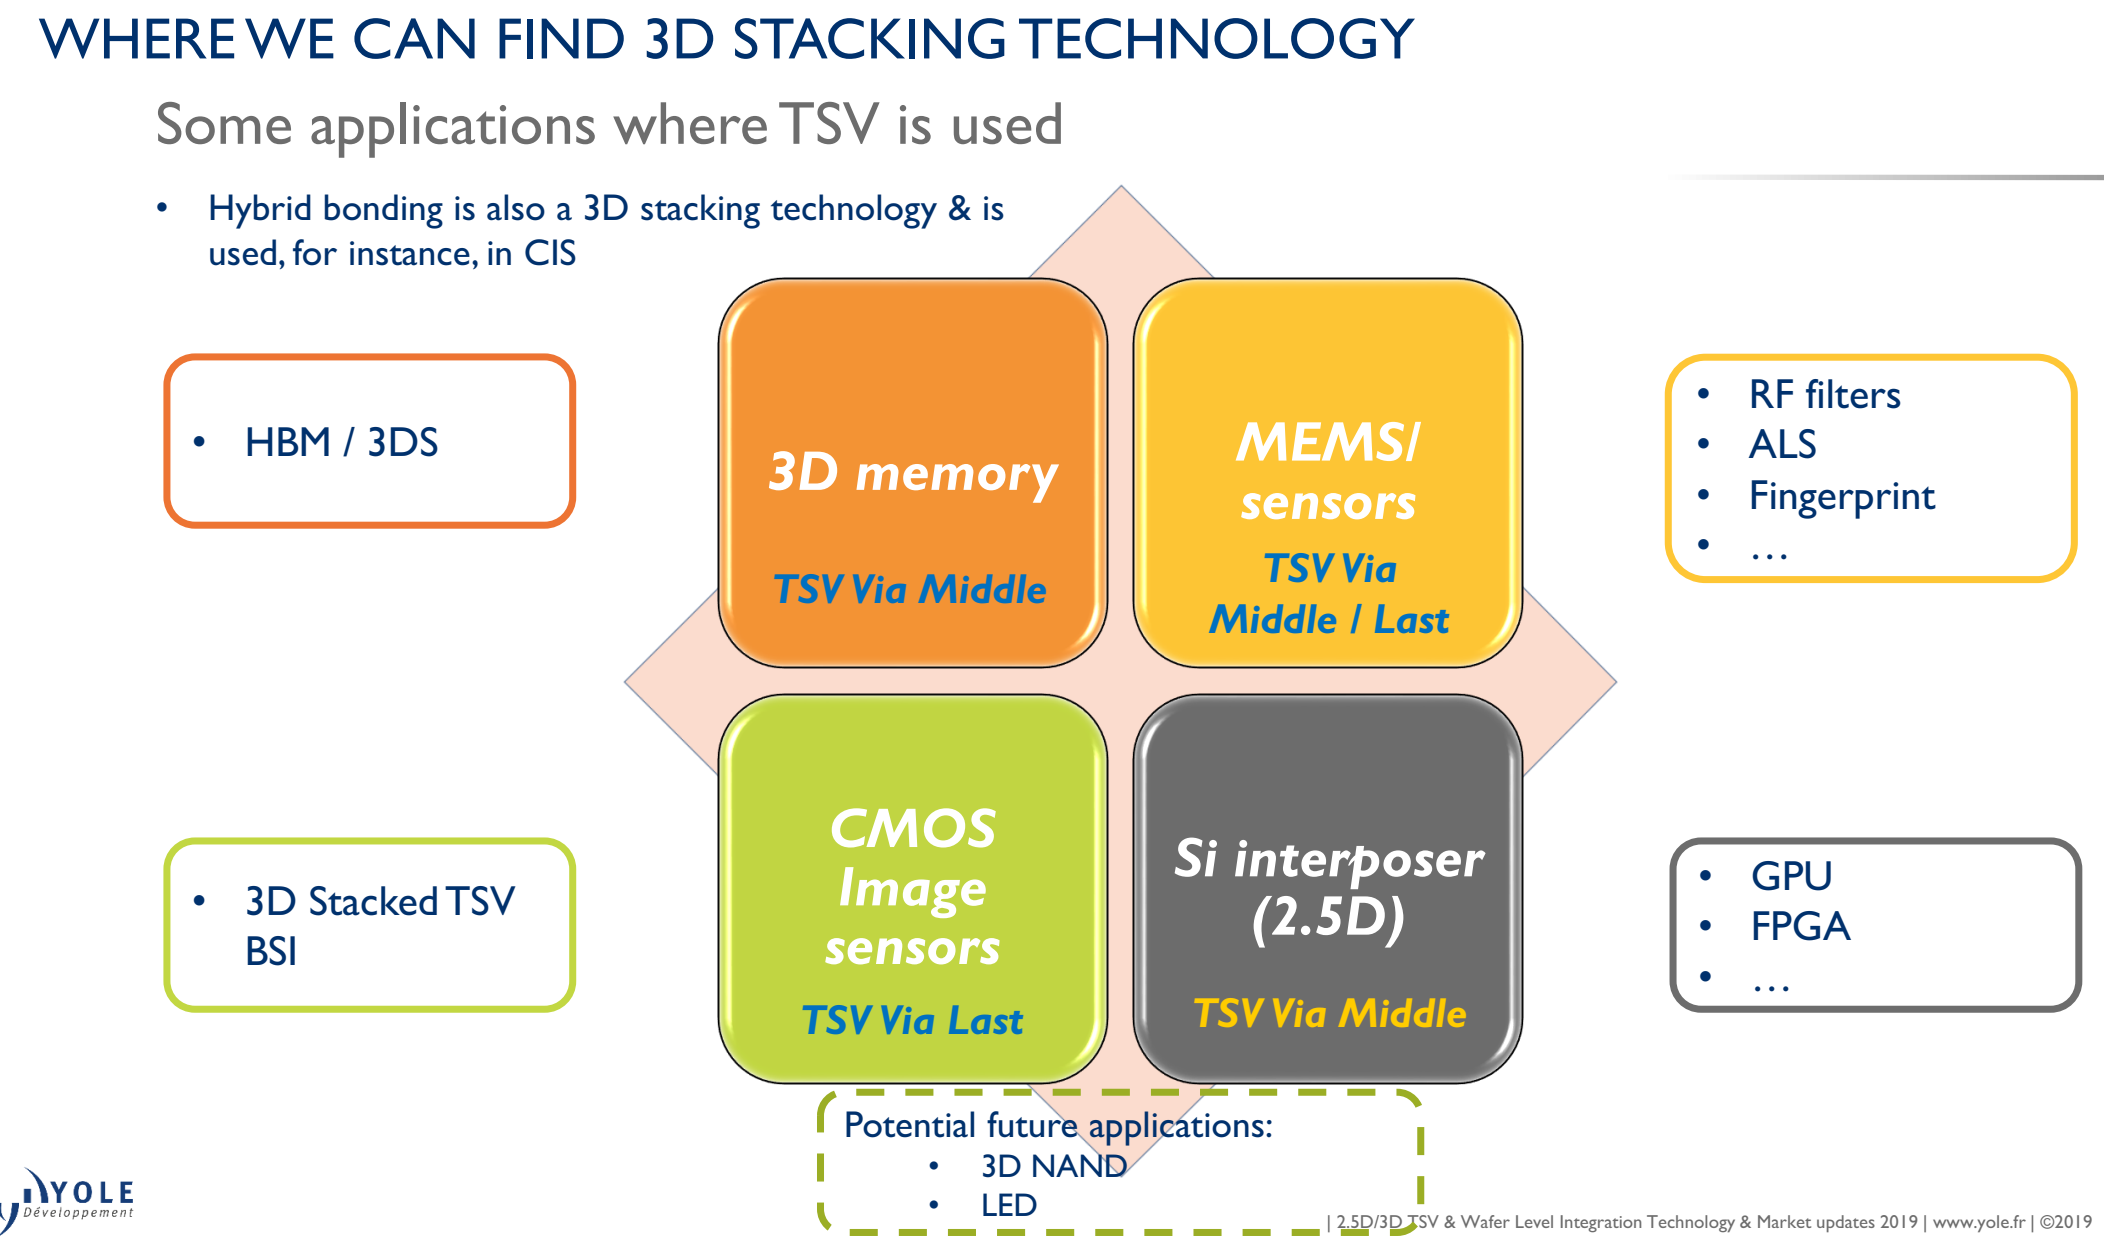 WHERE WE CAN FIND 3D STACKING TECHNOLOGY
Some applications where TSV is used
• Hybrid bonding is also a 3D stacking technology & is
used, for instance, in CIS
• HBM / 3DS
3D memory
TSV Via Middle
MEMS/
sensors
TSV Via
Middle / Last
• RF filters
• ALS
• Fingerprint
• …
• 3D Stacked TSV
BSI
CMOS
Image
sensors
TSV Via Last
Si interposer
(2.5D)
TSV Via Middle
• GPU
• FPGA
• …
Potential future applications:
• 3D NAND
• LED
YOLE
Développement
| 2.5D/3D TSV & Wafer Level Integration Technology & Market updates 2019 | www.yole.fr | ©2019